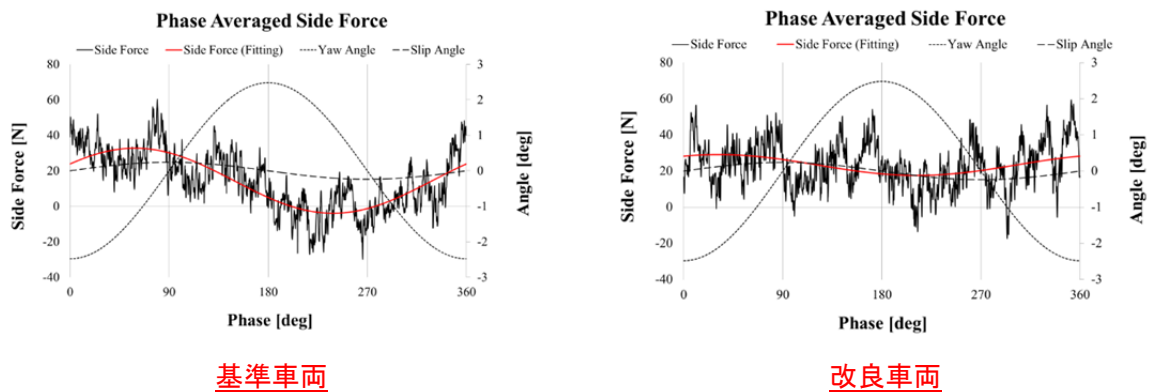 Phase Averaged Side Force
Side Force Side Force (Fitting) Yaw Angle Slip Angle
80
60
40
20
0
-20
-40
Side Force [N]
3
2
1
0
-1
-2
-3
Angle [deg]
0 90 180 270 360
Phase [deg]
基準車両
Phase Averaged Side Force
Side Force Side Force (Fitting) Yaw Angle Slip Angle
80
60
40
20
0
-20
-40
Side Force [N]
3
2
1
0
-1
-2
-3
Angle [deg]
0 90 180 270 360
Phase [deg]
改良車両